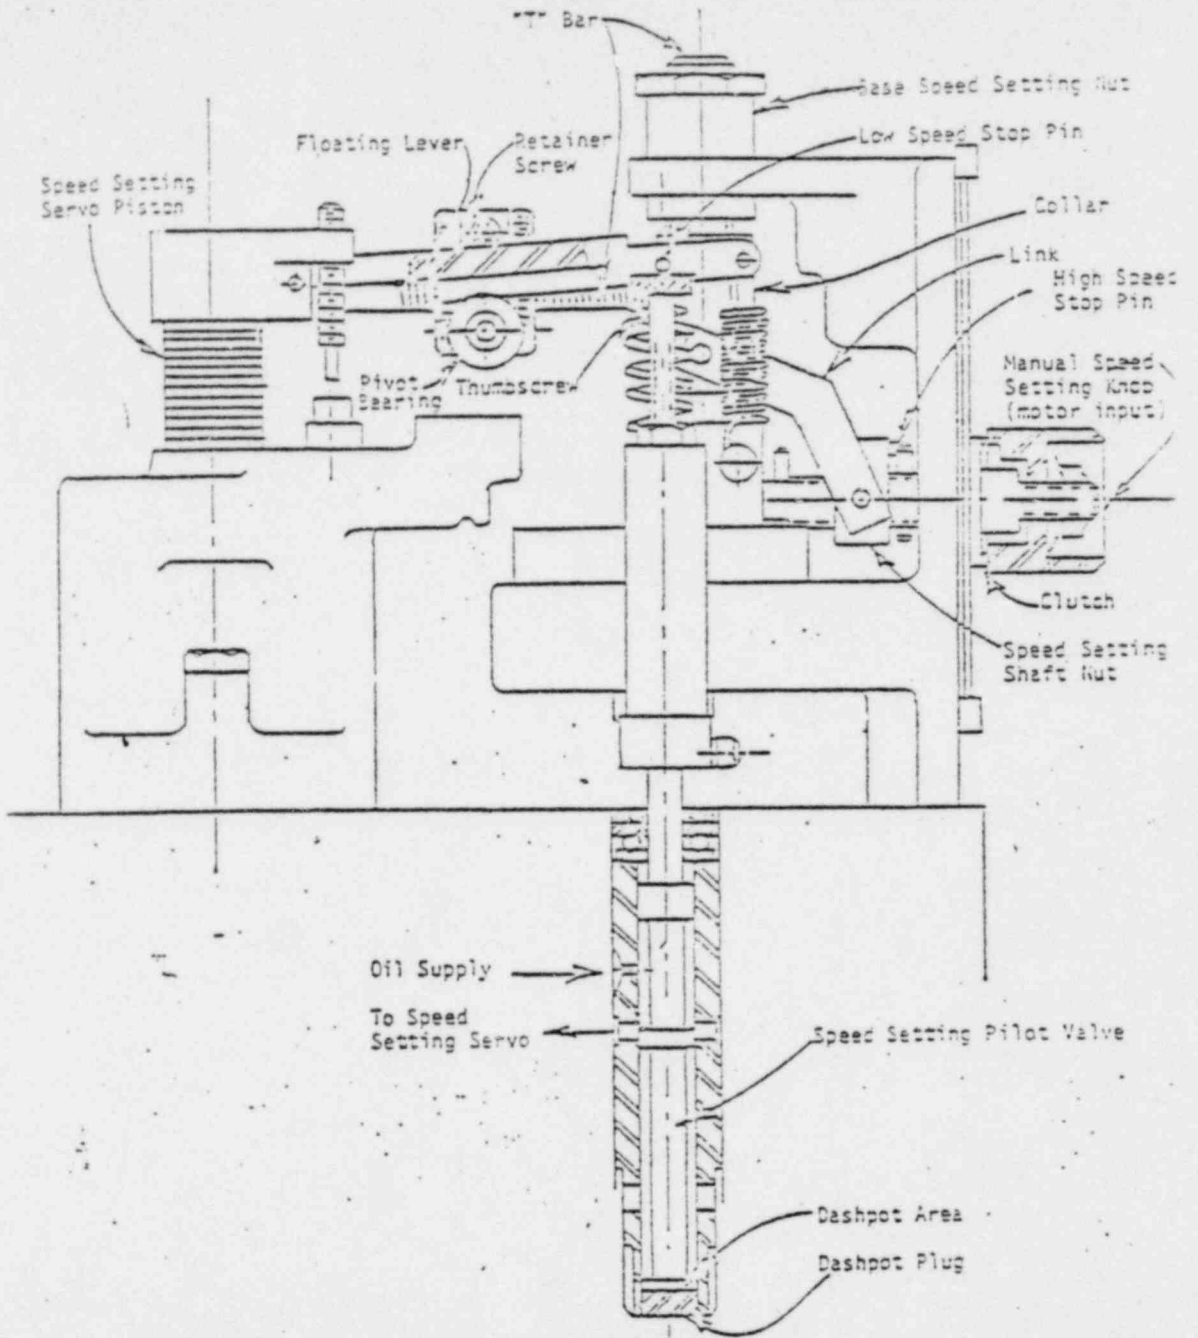 "T" Bar
Base Speed Setting Nut
Low Speed Stop Pin
Floating Lever
Retainer
Screw
Speed Setting
Servo Piston
Collar
Link
High Speed
Stop Pin
Manual Speed
Setting Knob
(motor input)
Pivot
Bearing
Thumbscrew
Clutch
Speed Setting
Shaft Nut
Oil Supply
To Speed
Setting Servo
Speed Setting Pilot Valve
Dashpot Area
Dashpot Plug